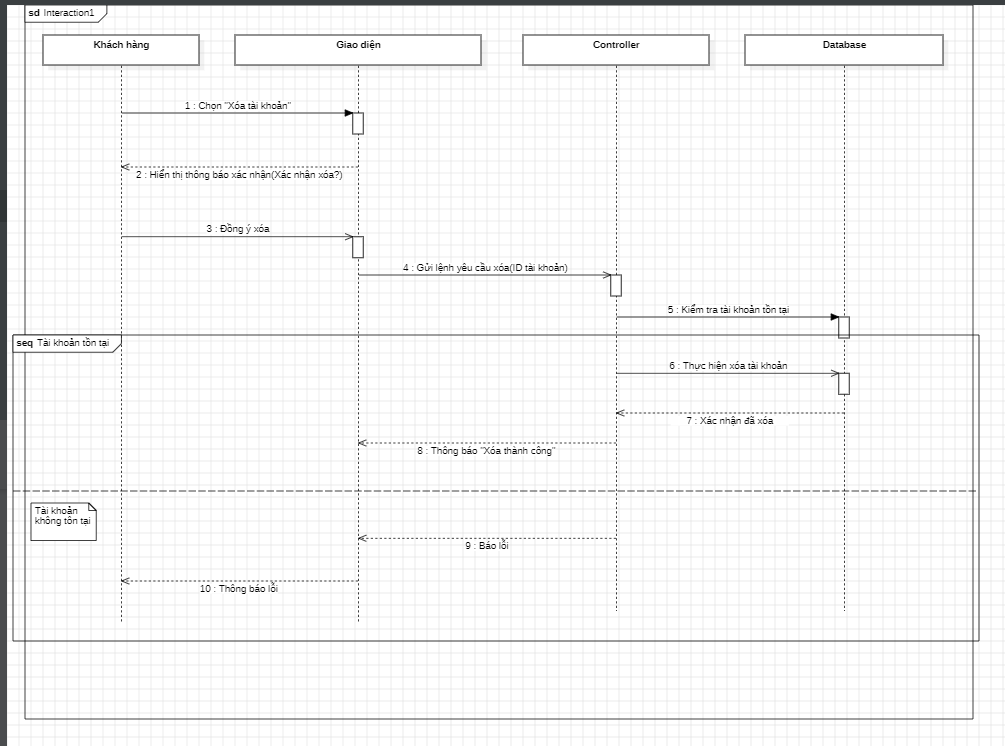 sd Interaction1
Khách hàng
Giao diện
Controller
Database
1 : Chọn "Xóa tài khoản"
2 : Hiển thị thông báo xác nhận(Xác nhận xóa?)
3 : Đồng ý xóa
4 : Gửi lệnh yêu cầu xóa(ID tài khoản)
5 : Kiểm tra tài khoản tồn tại
seq Tài khoản tồn tại
6 : Thực hiện xóa tài khoản
7 : Xác nhận đã xóa
8 : Thông báo "Xóa thành công"
Tài khoản
không tồn tại
9 : Báo lỗi
10 : Thông báo lỗi